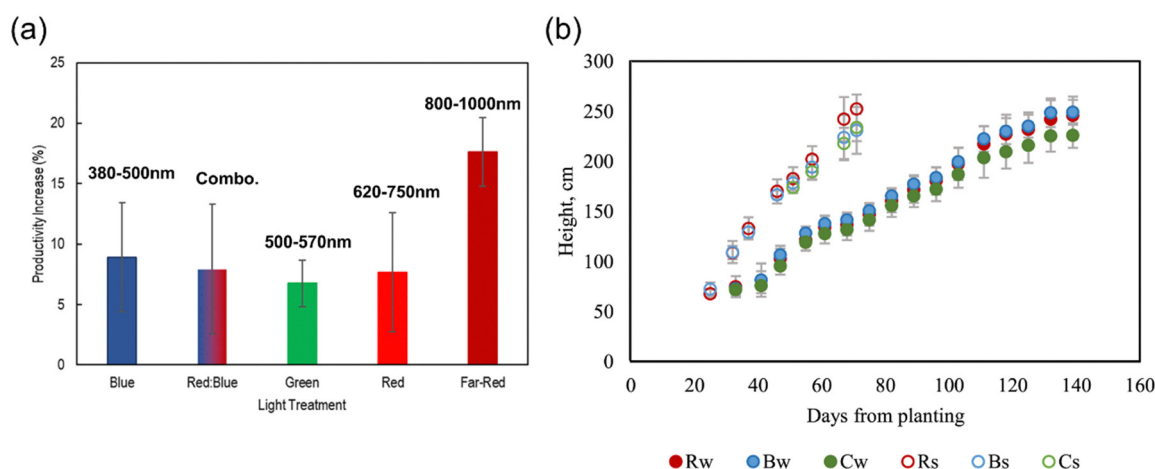 (a)
25
20
15
10
5
0
Productivity Increase (%)
380-500nm
Combo.
500-570nm
620-750nm
800-1000nm
Blue
Red:Blue
Green
Red
Far-Red
Light Treatment
(b)
300
250
200
150
100
50
0
Height, cm
0 20 40 60 80 100 120 140 160
Days from planting
Rw Bw Cw Rs Bs Cs